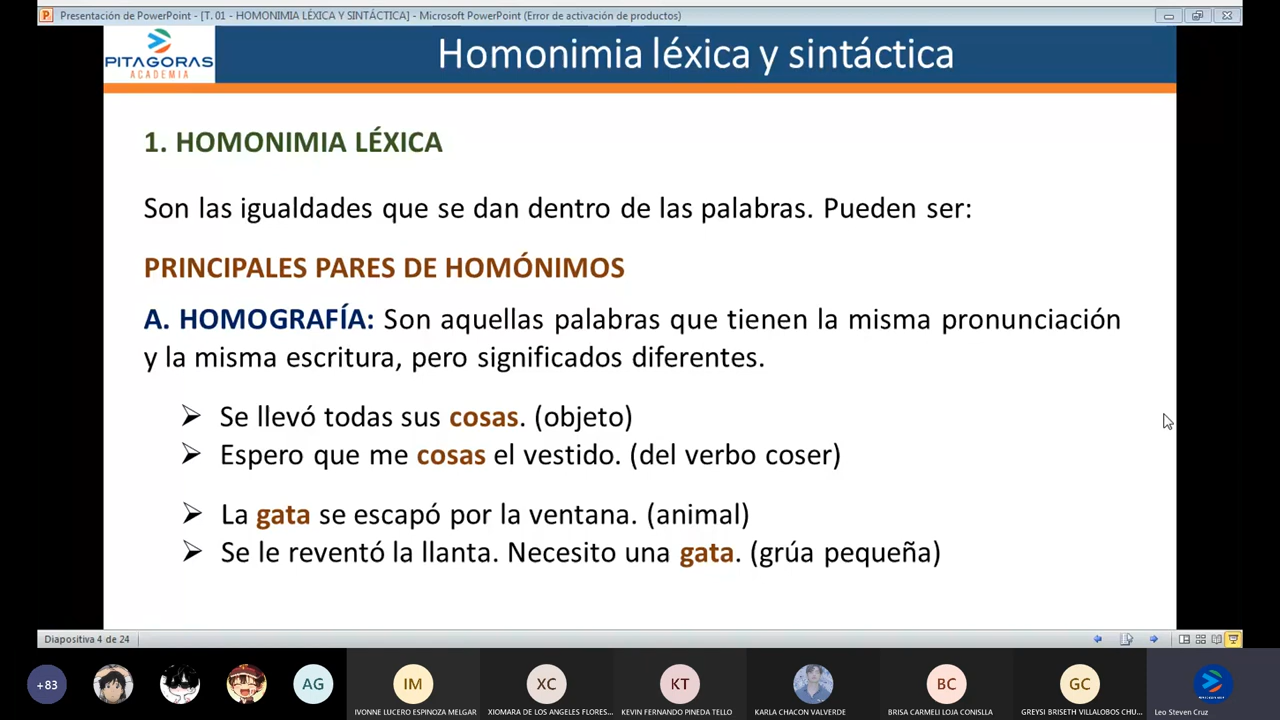 Presentación de PowerPoint - [T. 01 - HOMONIMIA LÉXICA Y SINTÁCTICA] - Microsoft PowerPoint (Error de activación de productos)
PITAGORAS
ACADEMIA
Homonimia léxica y sintáctica
1. HOMONIMIA LÉXICA
Son las igualdades que se dan dentro de las palabras. Pueden ser:
PRINCIPALES PARES DE HOMÓNIMOS
A. HOMOGRAFÍA: Son aquellas palabras que tienen la misma pronunciación
y la misma escritura, pero significados diferentes.
➢ Se llevó todas sus cosas. (objeto)
➢ Espero que me cosas el vestido. (del verbo coser)
➢ La gata se escapó por la ventana. (animal)
➢ Se le reventó la llanta. Necesito una gata. (grúa pequeña)
Diapositiva 4 de 24
+83
AG
IM
XC
KT
BC
GC
IVONNE LUCERO ESPINOZA MELGAR
XIOMARA DE LOS ANGELES FLORES...
KEVIN FERNANDO PINEDA TELLO
KARLA CHACON VALVERDE
BRISA CARMELI LOJA CONISLLA
GREYSI BRISETH VILLALOBOS CHU...
Leo Steven Cruz